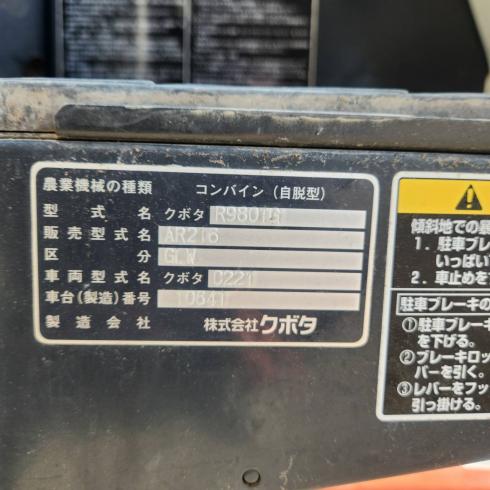 農業機械の種類 コンバイン（自脱型）
型式名 クボタ
販売型式名 AR216
区分 GLW
車両型式名 クボタ C221
車台（製造）番号 10641
製造会社 株式会社クボタ
傾斜地での
1. 駐車ブレ
いっぱい
2. 車止めを
駐車ブレーキの
①駐車ブレーキ
を下げる。
②ブレーキロッ
バーを引く。
③レバーをフッ
引っ掛ける。